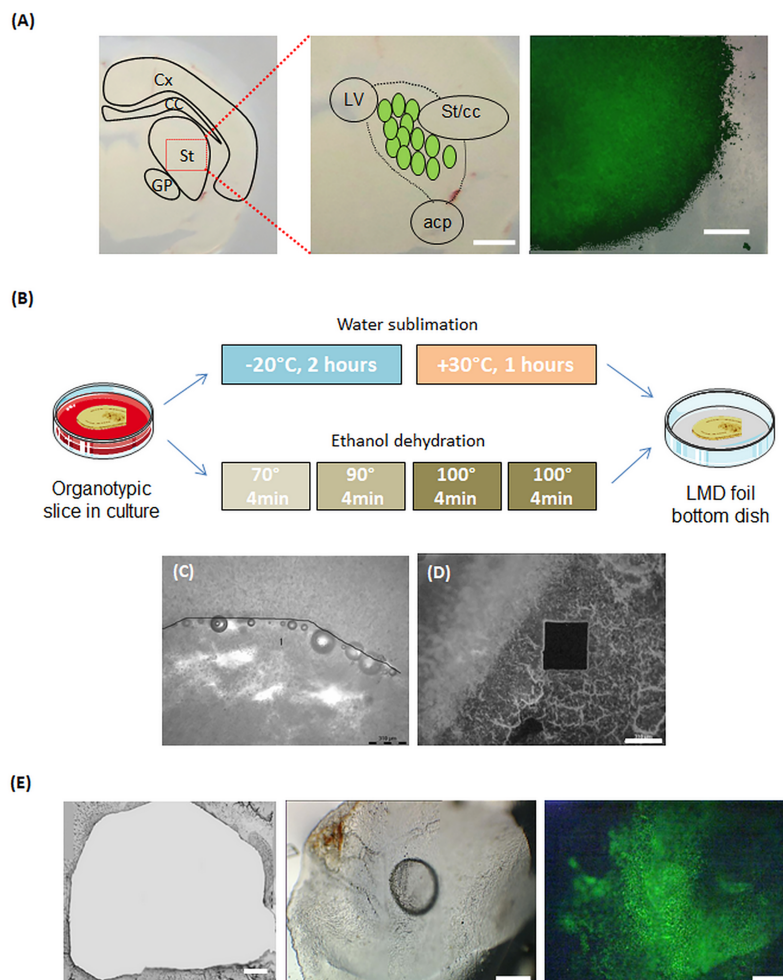 (A)
Cx
CC
St
GP
LV
St/cc
acp
(B)
Water sublimation
-20°C, 2 hours
+30°C, 1 hours
Ethanol dehydration
70°
4min
90°
4min
100°
4min
100°
4min
Organotypic
slice in culture
LMD foil
bottom dish
(C)
(D)
(E)